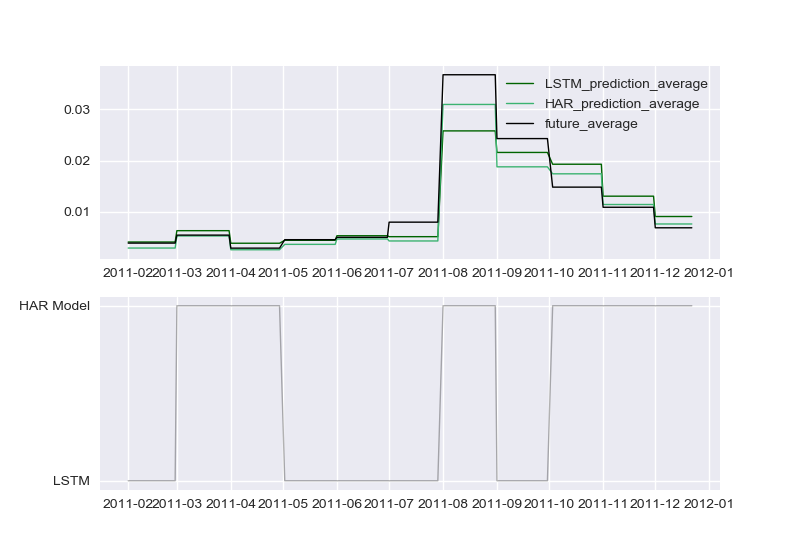 LSTM_prediction_average
HAR_prediction_average
future_average
0.03
0.02
0.01
2011-02 2011-03 2011-04 2011-05 2011-06 2011-07 2011-08 2011-09 2011-10 2011-11 2011-12 2012-01
HAR Model
LSTM
2011-02 2011-03 2011-04 2011-05 2011-06 2011-07 2011-08 2011-09 2011-10 2011-11 2011-12 2012-01